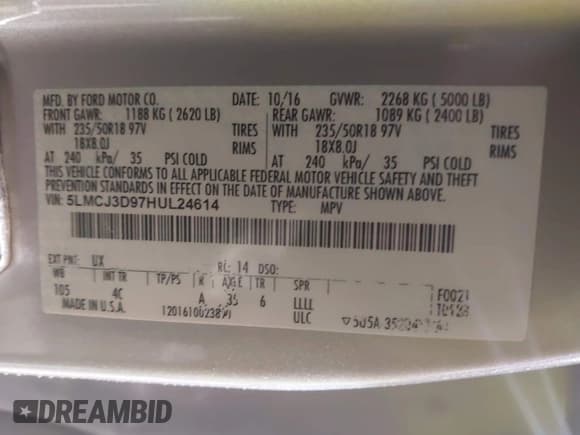 MFD. BY FORD MOTOR CO. DATE: 10/16 GVWR: 2268 KG ( 5000 LB)
FRONT GAWR: 1188 KG ( 2620 LB) REAR GAWR: 1089 KG ( 2400 LB)
WITH 235/50R18 97V TIRES WITH 235/50R18 97V TIRES
18X8.0J RIMS 18X8.0J RIMS
AT 240 kPa/ 35 PSI COLD AT 240 kPa/ 35 PSI COLD
THIS VEHICLE CONFORMS TO ALL APPLICABLE FEDERAL MOTOR VEHICLE SAFETY AND THEFT
PREVENTION STANDARDS IN EFFECT ON THE DATE OF MANUFACTURE SHOWN ABOVE.
VIN: 5LMCJ3D97HUL24614 TYPE: MPV
EXT PNT: UX RC: 14 DSO:
WB INT TR TP/PS R AXLE TR SPR
105 4C A 35 6 LLLL
MADE IN U.S.A. ULC
F0021
DREAMBID